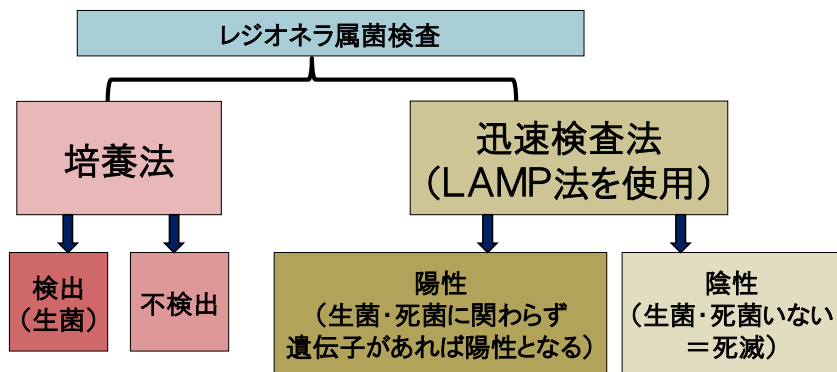 レジオネラ属菌検査
培養法
迅速検査法
（LAMP法を使用）
検出
（生菌）
不検出
陽性
（生菌・死菌に関わらず
遺伝子があれば陽性となる）
陰性
（生菌・死菌いない
＝死滅）